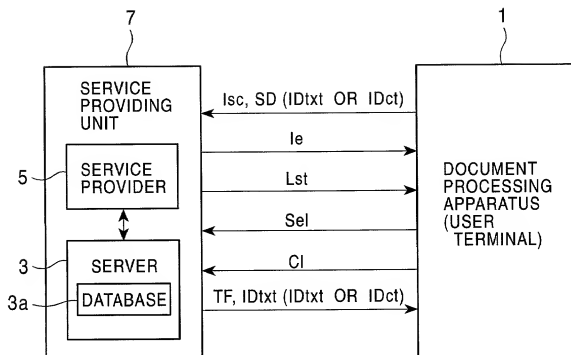 7
1
SERVICE
PROVIDING
UNIT
Isc, SD (IDtxt OR IDct)
Ie
5
SERVICE
PROVIDER
Lst
DOCUMENT
PROCESSING
APPARATUS
(USER
TERMINAL)
Sel
3
SERVER
CI
3a
DATABASE
TF, IDtxt (IDtxt OR IDct)